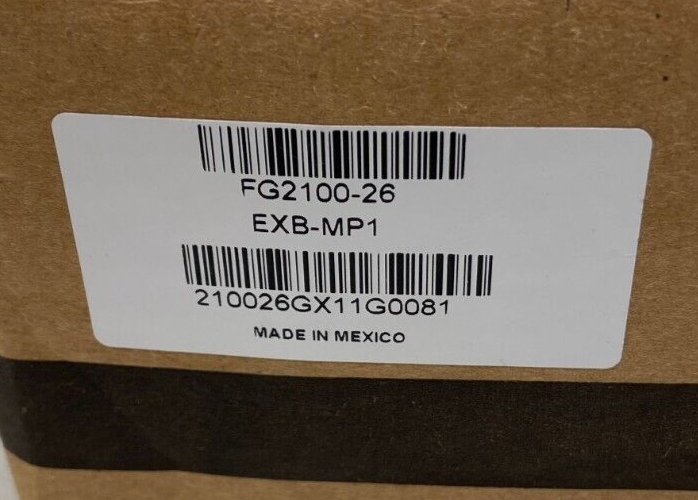 FG2100-26
EXB-MP1
210026GX11G0081
MADE IN MEXICO